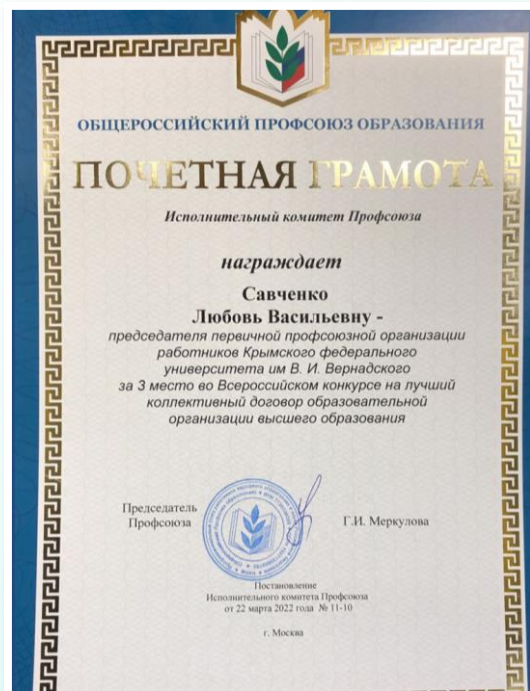 ОБЩЕРОССИЙСКИЙ ПРОФСОЮЗ ОБРАЗОВАНИЯ
ПОЧЕТНАЯ ГРАМОТА
Исполнительный комитет Профсоюза
награждает
Савченко
Любовь Васильевну -
председателя первичной профсоюзной организации
работников Крымского федерального
университета им В. И. Вернадского
за 3 место во Всероссийском конкурсе на лучший
коллективный договор образовательной
организации высшего образования
Председатель
Профсоюза
Г.И. Меркулова
Постановление
Исполнительного комитета Профсоюза
от 22 марта 2022 года № 11-10
г. Москва